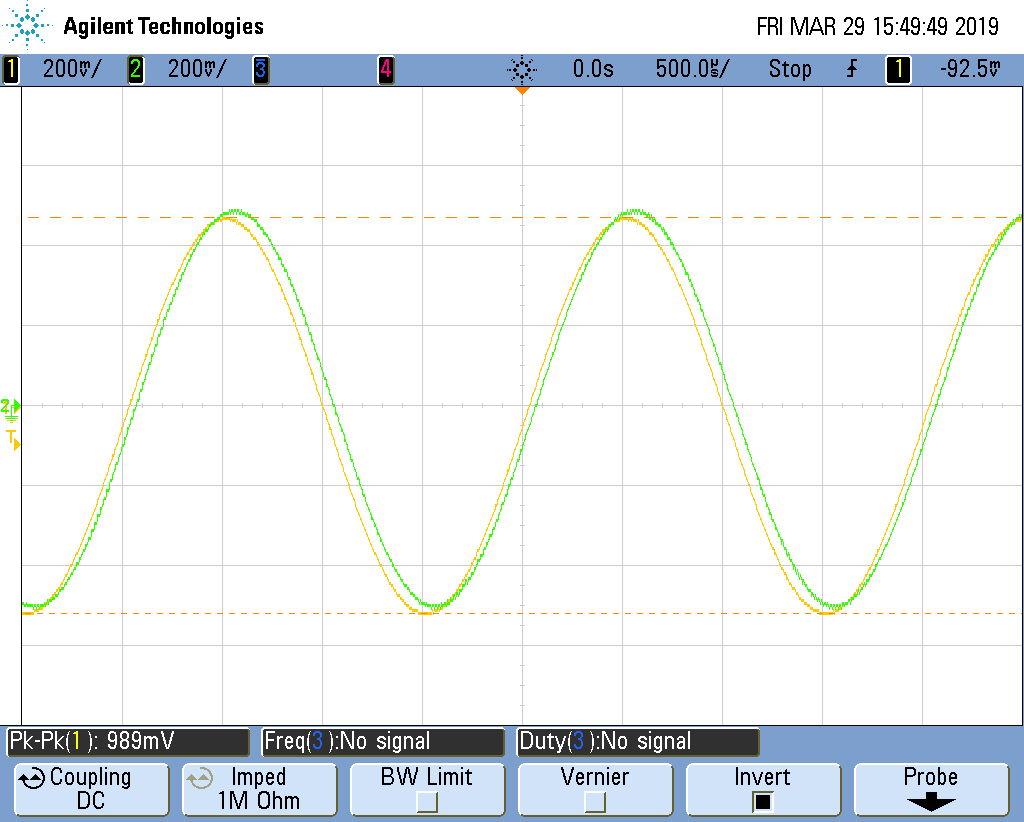 Agilent Technologies FRI MAR 29 15:49:49 2019
1 200mV/ 2 200mV/ 3 4 0.0s 500.0µs/ Stop 1 -92.5mV
2
T
Pk-Pk(1): 989mV Freq(3):No signal Duty(3):No signal
Coupling Imped BW Limit Vernier Invert Probe
DC 1M Ohm